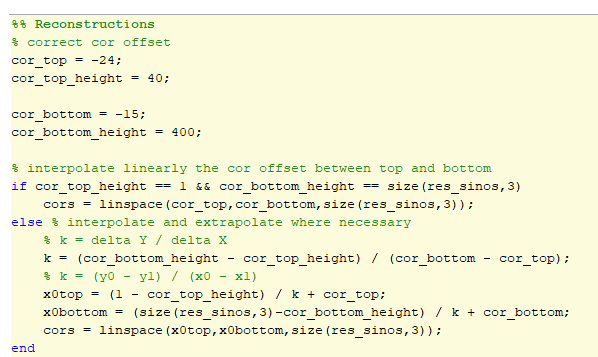 %% Reconstructions
% correct cor offset
cor_top = -24;
cor_top_height = 40;
cor_bottom = -15;
cor_bottom_height = 400;
% interpolate linearly the cor offset between top and bottom
if cor_top_height == 1 && cor_bottom_height == size(res_sinos,3)
    cors = linspace(cor_top,cor_bottom,size(res_sinos,3));
else % interpolate and extrapolate where necessary
    % k = delta Y / delta X
    k = (cor_bottom_height - cor_top_height) / (cor_bottom - cor_top);
    % k = (y0 - y1) / (x0 - x1)
    x0top = (1 - cor_top_height) / k + cor_top;
    x0bottom = (size(res_sinos,3)-cor_bottom_height) / k + cor_bottom;
    cors = linspace(x0top,x0bottom,size(res_sinos,3));
end